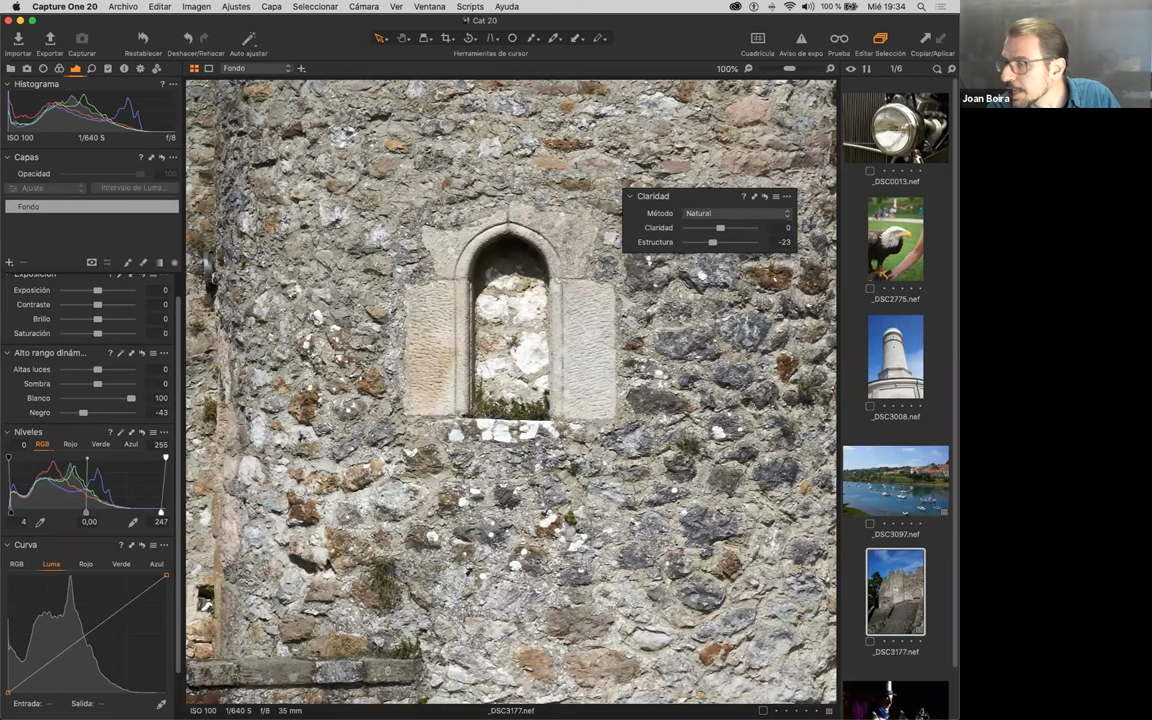 Capture One 20 Archivo Editar Imagen Ajustes Capa Seleccionar Cámara Ver Ventana Scripts Ayuda 100 % Mié 19:34
Cat 20
Importar Exportar Capturar Restablecer Deshacer/Rehacer Auto ajustar Herramientas de cursor Cuadrícula Aviso de expo Prueba Editar Selección Copiar/Aplicar
Fondo 100% 1/6
Histograma
ISO 100 1/640 S f/8
Capas
Opacidad 100
Ajuste Intervalo de Luma...
Fondo
Exposición
Exposición 0
Contraste 0
Brillo 0
Saturación 0
Alto rango dinám...
Altas luces 0
Sombra 0
Blanco 100
Negro -43
Niveles
0 RGB Rojo Verde Azul 255
4 0,00 247
Curva
RGB Luma Rojo Verde Azul
Entrada: -- Salida: --
Claridad
Método Natural
Claridad 0
Estructura -23
ISO 100 1/640 S f/8 35 mm _DSC3177.nef
_DSC0013.nef
_DSC2775.nef
_DSC3008.nef
_DSC3097.nef
_DSC3177.nef
Joan Boira